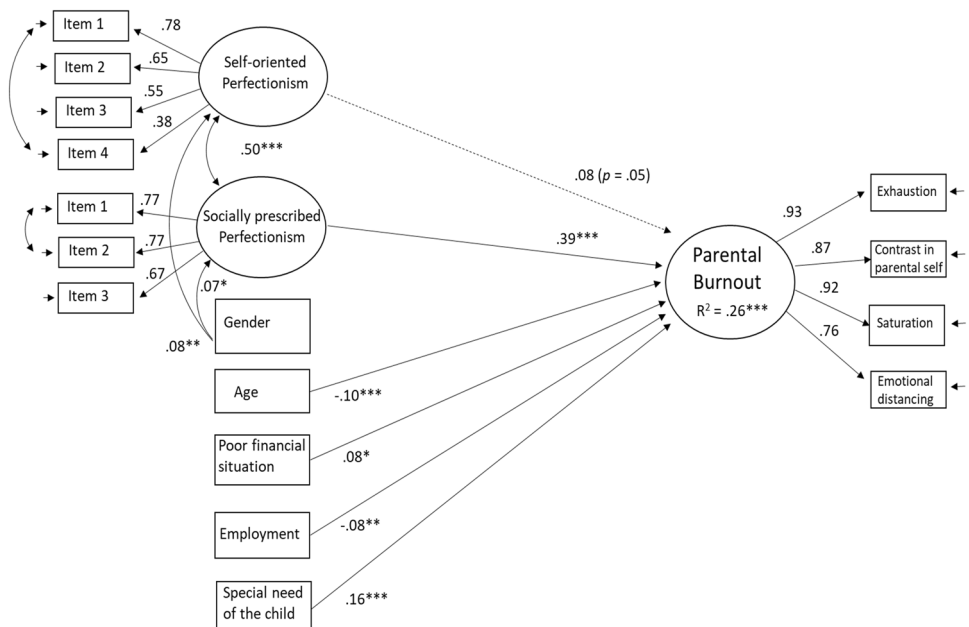 Item 1
.78
Item 2
.65
Item 3
.55
Item 4
.38
Self-oriented
Perfectionism
.50***
Item 1
.77
Item 2
.77
Item 3
.67
Socially prescribed
Perfectionism
.07*
.08**
Gender
Age
Poor financial
situation
Employment
Special need
of the child
.08 (p = .05)
.39***
-.10***
.08*
-.08**
.16***
Parental
Burnout
R² = .26***
.93
.87
.92
.76
Exhaustion
Contrast in
parental self
Saturation
Emotional
distancing